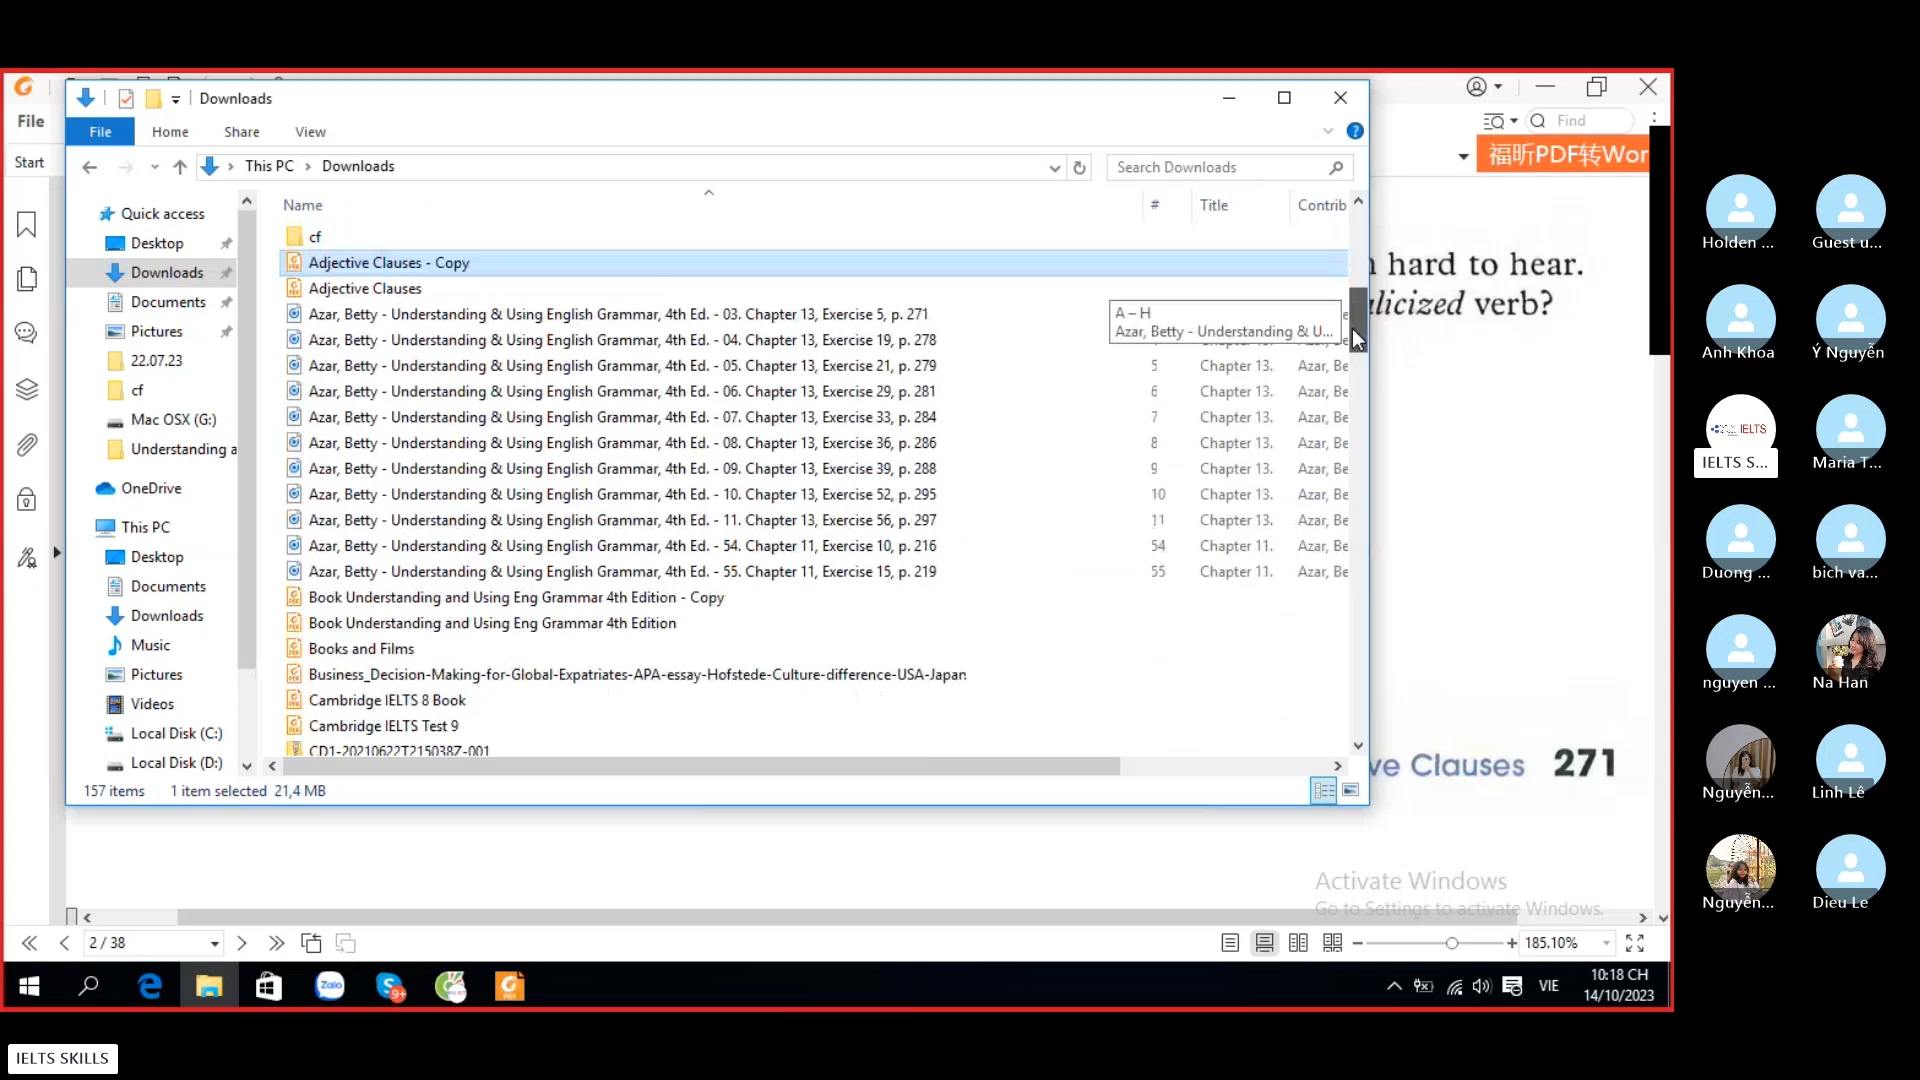 Downloads
File Home Share View
This PC Downloads
Search Downloads
File
Start
Find
福昕PDF转Wor
Quick access
Desktop
Downloads
Documents
Pictures
22.07.23
cf
Mac OSX (G:)
Understanding a
OneDrive
This PC
Desktop
Documents
Downloads
Music
Pictures
Videos
Local Disk (C:)
Local Disk (D:)
Name # Title Contrib
cf
Adjective Clauses - Copy
Adjective Clauses
Azar, Betty - Understanding & Using English Grammar, 4th Ed. - 03. Chapter 13, Exercise 5, p. 271
Azar, Betty - Understanding & Using English Grammar, 4th Ed. - 04. Chapter 13, Exercise 19, p. 278
Azar, Betty - Understanding & Using English Grammar, 4th Ed. - 05. Chapter 13, Exercise 21, p. 279 5 Chapter 13. Azar, Be
Azar, Betty - Understanding & Using English Grammar, 4th Ed. - 06. Chapter 13, Exercise 29, p. 281 6 Chapter 13. Azar, Be
Azar, Betty - Understanding & Using English Grammar, 4th Ed. - 07. Chapter 13, Exercise 33, p. 284 7 Chapter 13. Azar, Be
Azar, Betty - Understanding & Using English Grammar, 4th Ed. - 08. Chapter 13, Exercise 36, p. 286 8 Chapter 13. Azar, Be
Azar, Betty - Understanding & Using English Grammar, 4th Ed. - 09. Chapter 13, Exercise 39, p. 288 9 Chapter 13. Azar, Be
Azar, Betty - Understanding & Using English Grammar, 4th Ed. - 10. Chapter 13, Exercise 52, p. 295 10 Chapter 13. Azar, Be
Azar, Betty - Understanding & Using English Grammar, 4th Ed. - 11. Chapter 13, Exercise 56, p. 297 11 Chapter 13. Azar, Be
Azar, Betty - Understanding & Using English Grammar, 4th Ed. - 54. Chapter 11, Exercise 10, p. 216 54 Chapter 11. Azar, Be
Azar, Betty - Understanding & Using English Grammar, 4th Ed. - 55. Chapter 11, Exercise 15, p. 219 55 Chapter 11. Azar, Be
Book Understanding and Using Eng Grammar 4th Edition - Copy
Book Understanding and Using Eng Grammar 4th Edition
Books and Films
Business_Decision-Making-for-Global-Expatriates-APA-essay-Hofstede-Culture-difference-USA-Japan
Cambridge IELTS 8 Book
Cambridge IELTS Test 9
CD1-20210622T215038Z-001
A – H
Azar, Betty - Understanding & U...
157 items 1 item selected 21,4 MB
hard to hear.
licized verb?
ve Clauses 271
Activate Windows
Go to Settings to activate Windows.
2 / 38
185.10%
Zalo
9+
VIE
10:18 CH
14/10/2023
Holden ... Guest u...
Anh Khoa Ý Nguyễn
IELTS
IELTS S... Maria T...
Duong ... bich va...
nguyen ... Na Han
Nguyễn... Linh Lê
Nguyễn... Dieu Le
IELTS SKILLS